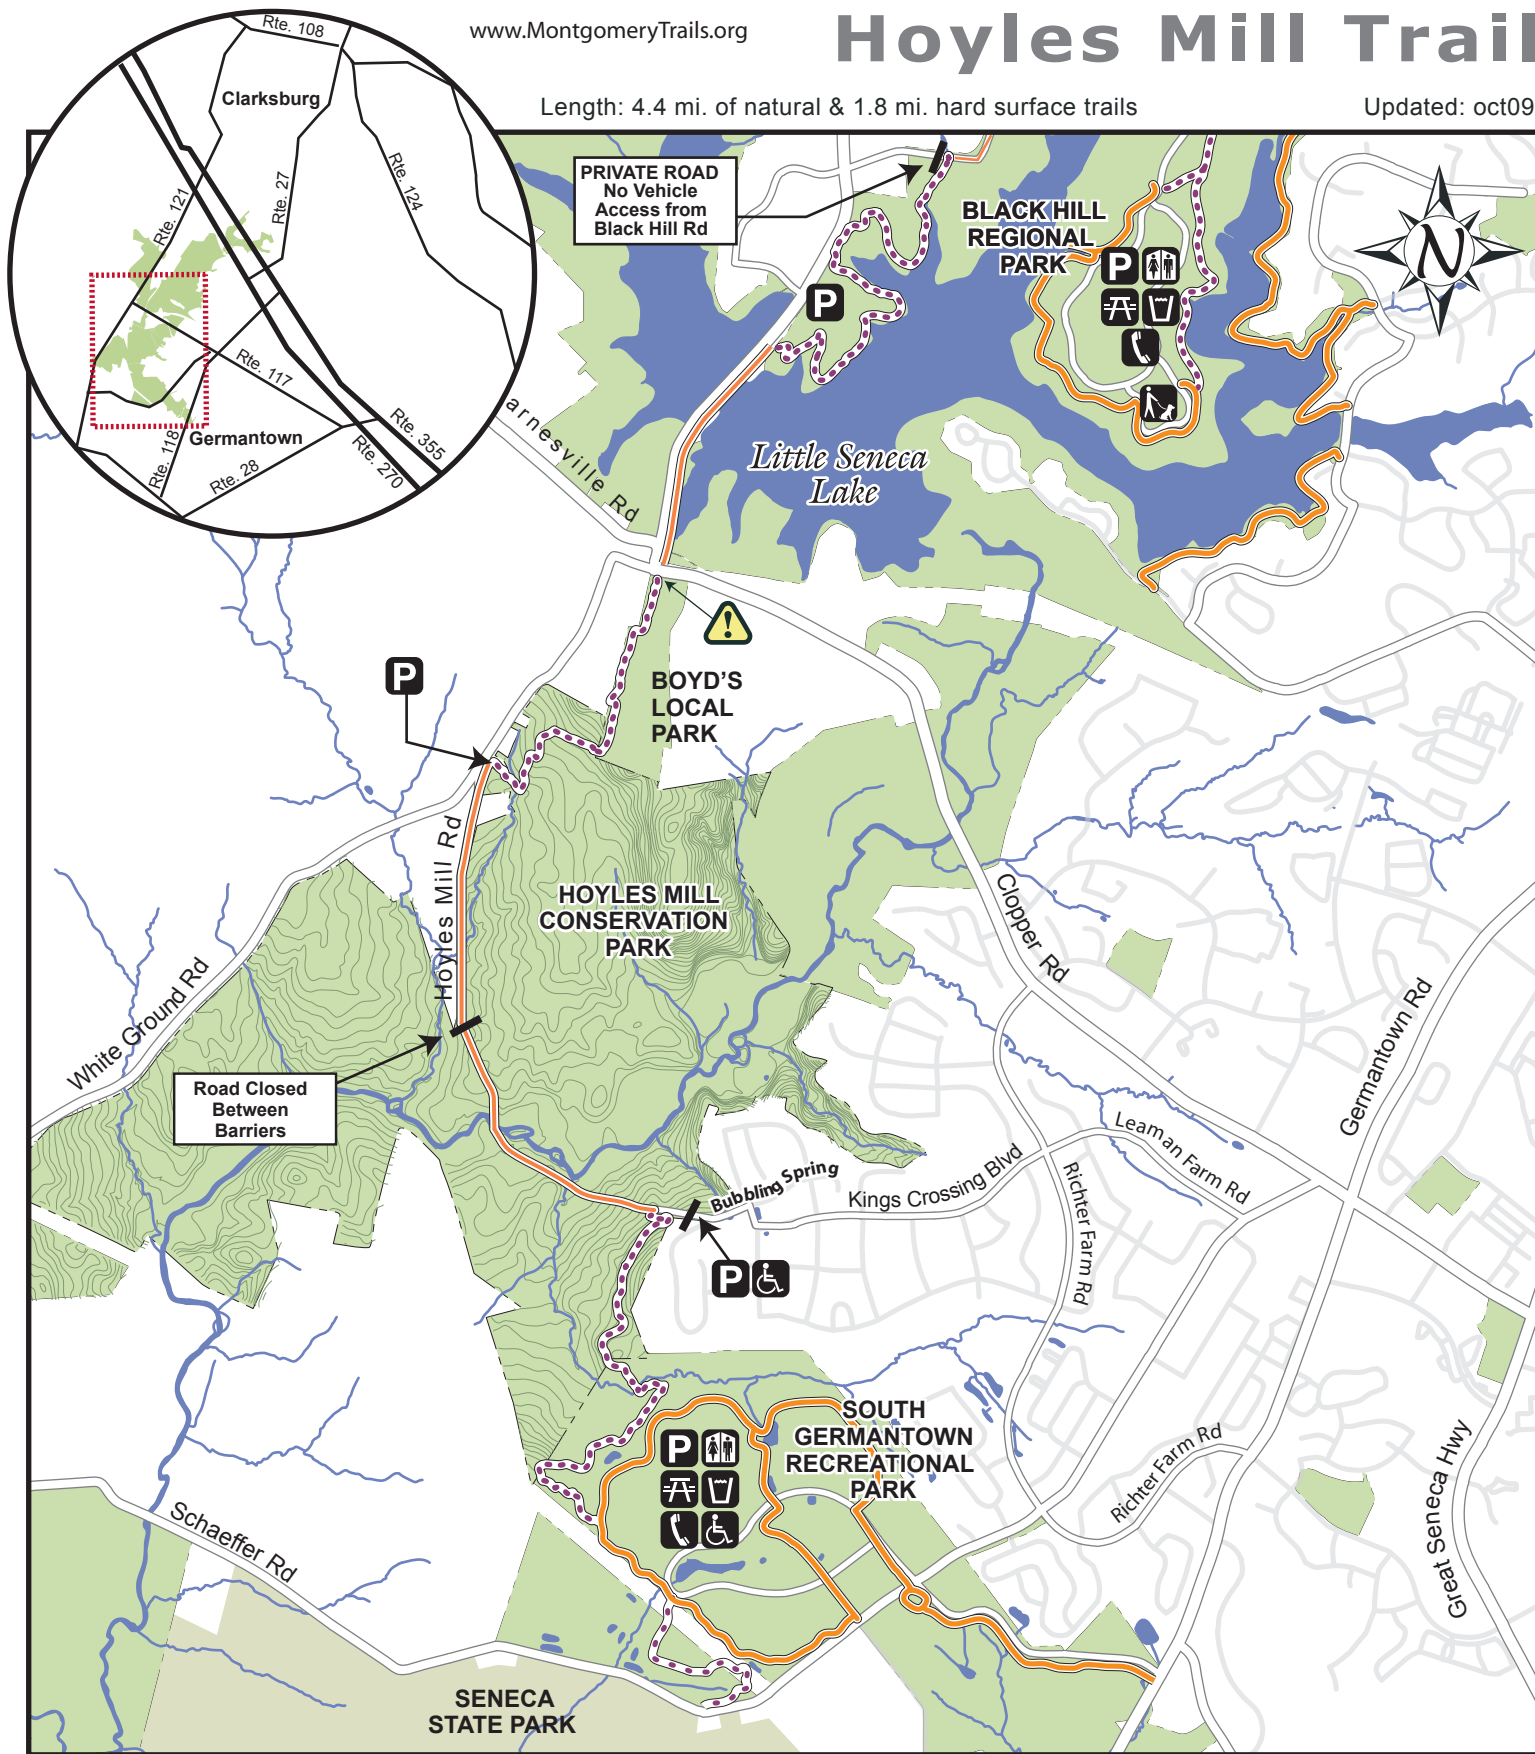 www.MontgomeryTrails.org
Hoyles Mill Trail
Length: 4.4 mi. of natural & 1.8 mi. hard surface trails
Updated: oct09
Rte. 108
Clarksburg
Rte. 121
Rte. 27
Rte. 124
Rte. 117
Rte. 118
Germantown
Rte. 28
Rte. 355
Rte. 270
PRIVATE ROAD
No Vehicle
Access from
Black Hill Rd
BLACK HILL
REGIONAL
PARK
N
P
P
arnesville Rd
Little Seneca
Lake
!
P
BOYD'S
LOCAL
PARK
Hoyles Mill Rd
HOYLES MILL
CONSERVATION
PARK
Clopper Rd
White Ground Rd
Germantown Rd
Road Closed
Between
Barriers
Leaman Farm Rd
Bubbling Spring
Kings Crossing Blvd
Richter Farm Rd
P
SOUTH
GERMANTOWN
RECREATIONAL
PARK
P
Richter Farm Rd
Great Seneca Hwy
Schaeffer Rd
SENECA
STATE PARK